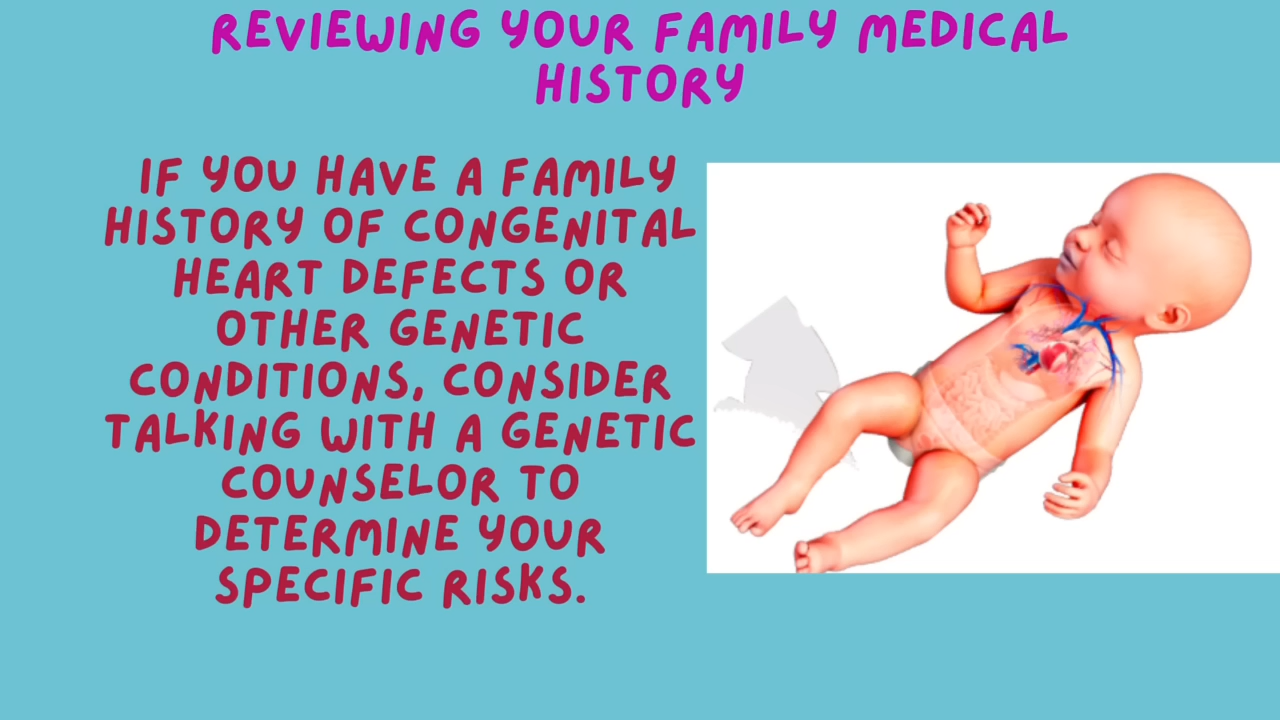 REVIEWING YOUR FAMILY MEDICAL
HISTORY
IF YOU HAVE A FAMILY
HISTORY OF CONGENITAL
HEART DEFECTS OR
OTHER GENETIC
CONDITIONS, CONSIDER
TALKING WITH A GENETIC
COUNSELOR TO
DETERMINE YOUR
SPECIFIC RISKS.